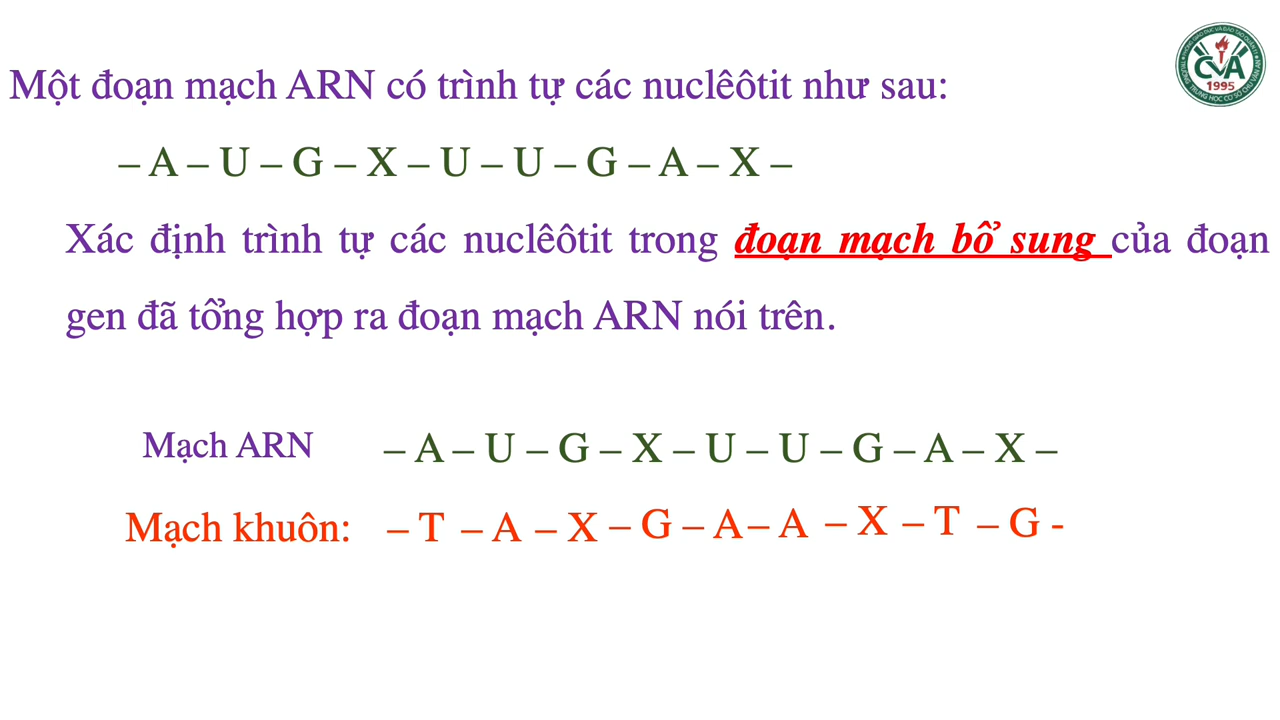 Một đoạn mạch ARN có trình tự các nuclêôtit như sau:
– A – U – G – X – U – U – G – A – X –
Xác định trình tự các nuclêôtit trong đoạn mạch bổ sung của đoạn
gen đã tổng hợp ra đoạn mạch ARN nói trên.
Mạch ARN – A – U – G – X – U – U – G – A – X –
Mạch khuôn: – T – A – X – G – A – A – X – T – G -
CVA
1995